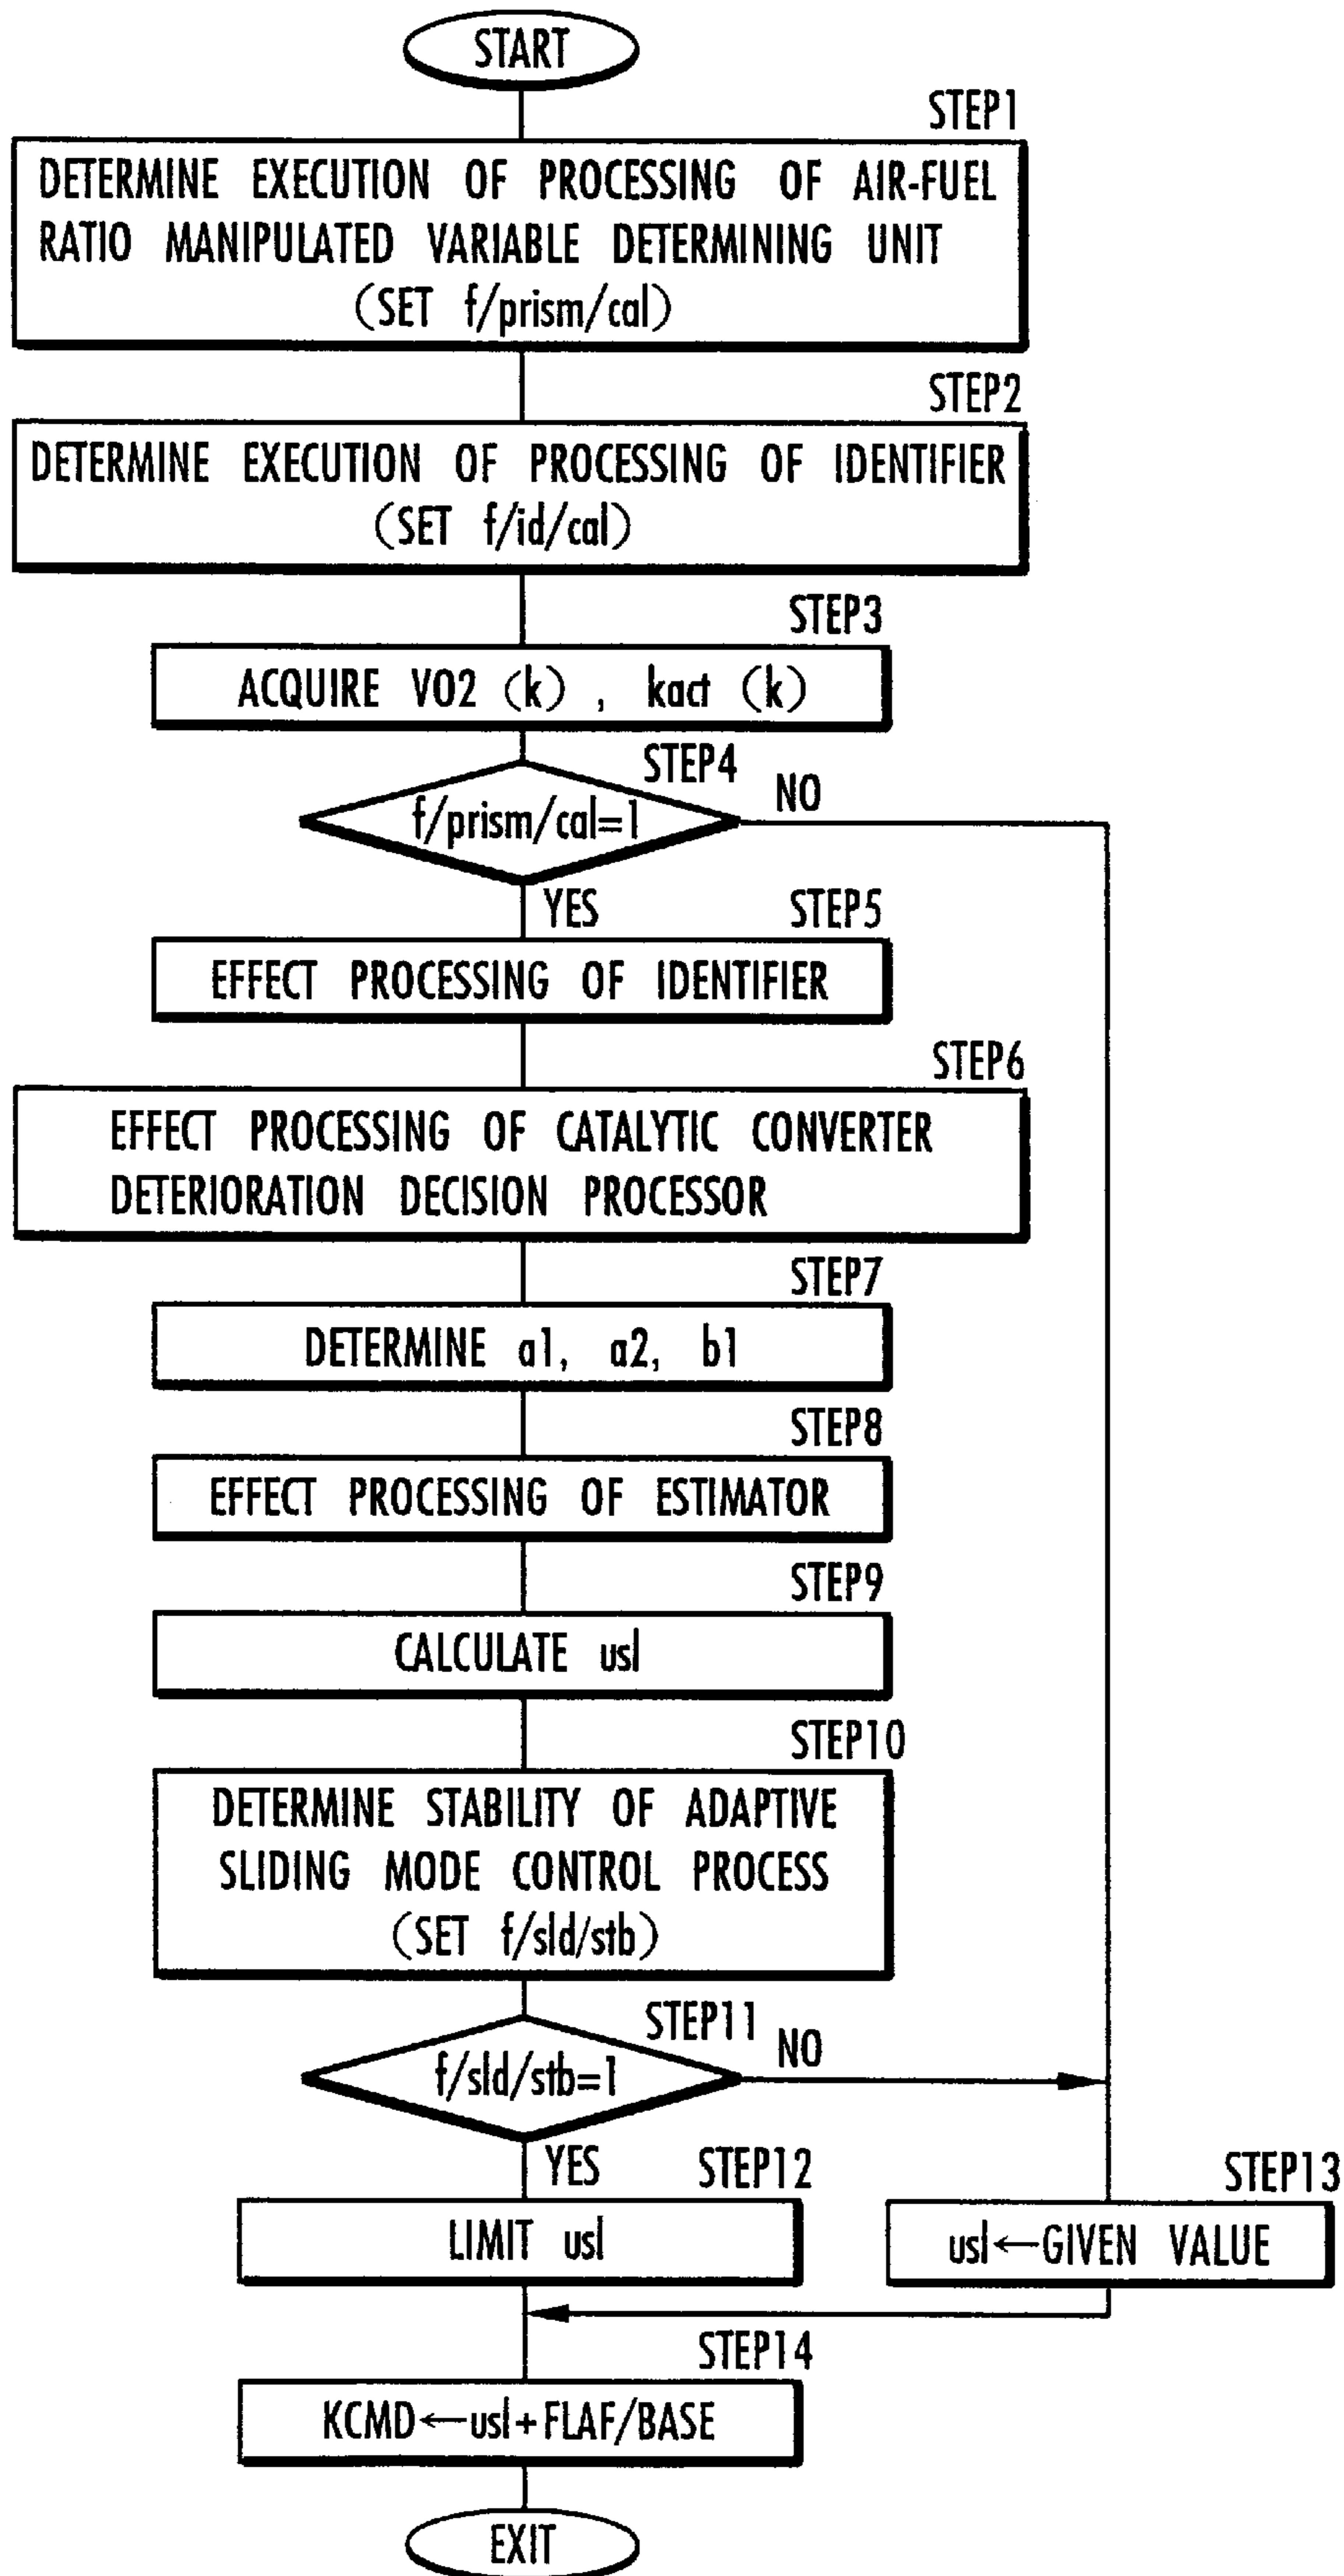 START
STEP1
DETERMINE EXECUTION OF PROCESSING OF AIR-FUEL
RATIO MANIPULATED VARIABLE DETERMINING UNIT
(SET f/prism/cal)
STEP2
DETERMINE EXECUTION OF PROCESSING OF IDENTIFIER
(SET f/id/cal)
STEP3
ACQUIRE VO2 (k) , kact (k)
STEP4
f/prism/cal=1
NO
YES
STEP5
EFFECT PROCESSING OF IDENTIFIER
STEP6
EFFECT PROCESSING OF CATALYTIC CONVERTER
DETERIORATION DECISION PROCESSOR
STEP7
DETERMINE a1, a2, b1
STEP8
EFFECT PROCESSING OF ESTIMATOR
STEP9
CALCULATE usl
STEP10
DETERMINE STABILITY OF ADAPTIVE
SLIDING MODE CONTROL PROCESS
(SET f/sld/stb)
STEP11
f/sld/stb=1
NO
YES
STEP12
LIMIT usl
STEP13
usl←GIVEN VALUE
STEP14
KCMD←usl+FLAF/BASE
EXIT